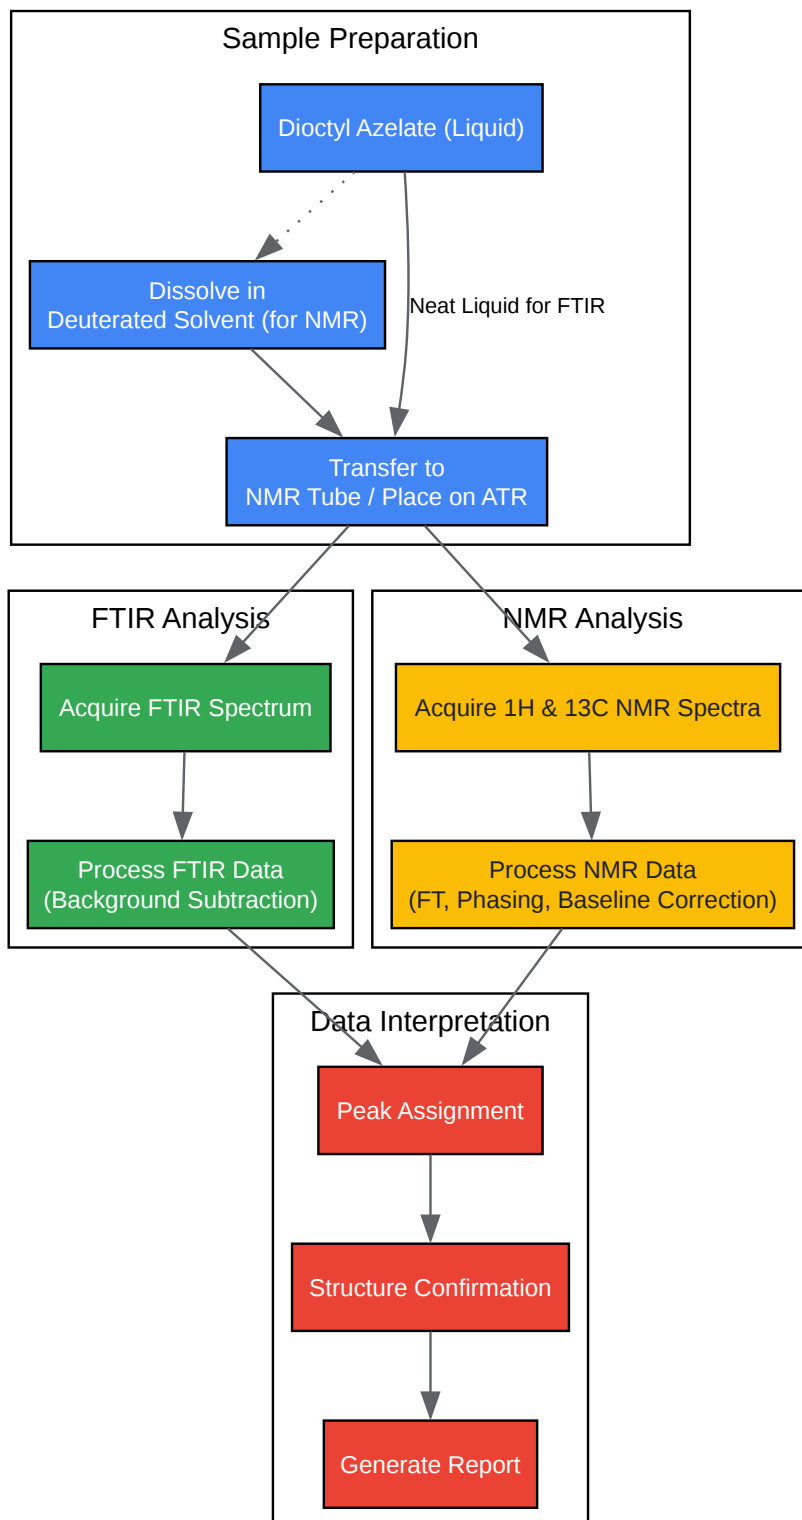 Sample Preparation
Dioctyl Azelate (Liquid)
Dissolve in
Deuterated Solvent (for NMR)
Neat Liquid for FTIR
Transfer to
NMR Tube / Place on ATR
FTIR Analysis
Acquire FTIR Spectrum
Process FTIR Data
(Background Subtraction)
NMR Analysis
Acquire 1H & 13C NMR Spectra
Process NMR Data
(FT, Phasing, Baseline Correction)
Data Interpretation
Peak Assignment
Structure Confirmation
Generate Report